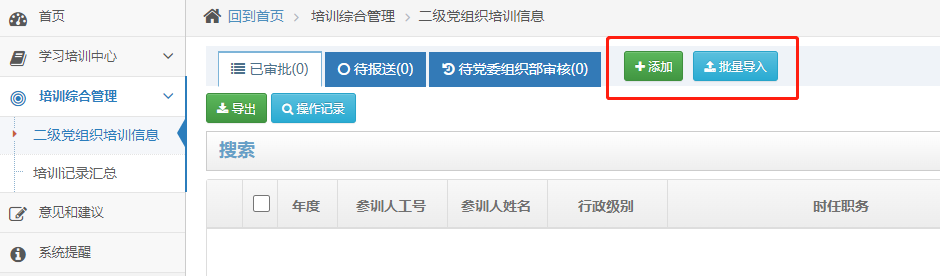 首页
学习培训中心
培训综合管理
二级党组织培训信息
培训记录汇总
意见和建议
系统提醒
回到首页 > 培训综合管理 > 二级党组织培训信息
已审批(0) 待报送(0) 待党委组织部审核(0) 添加 批量导入
导出 操作记录
搜索
年度 参训人工号 参训人姓名 行政级别 时任职务